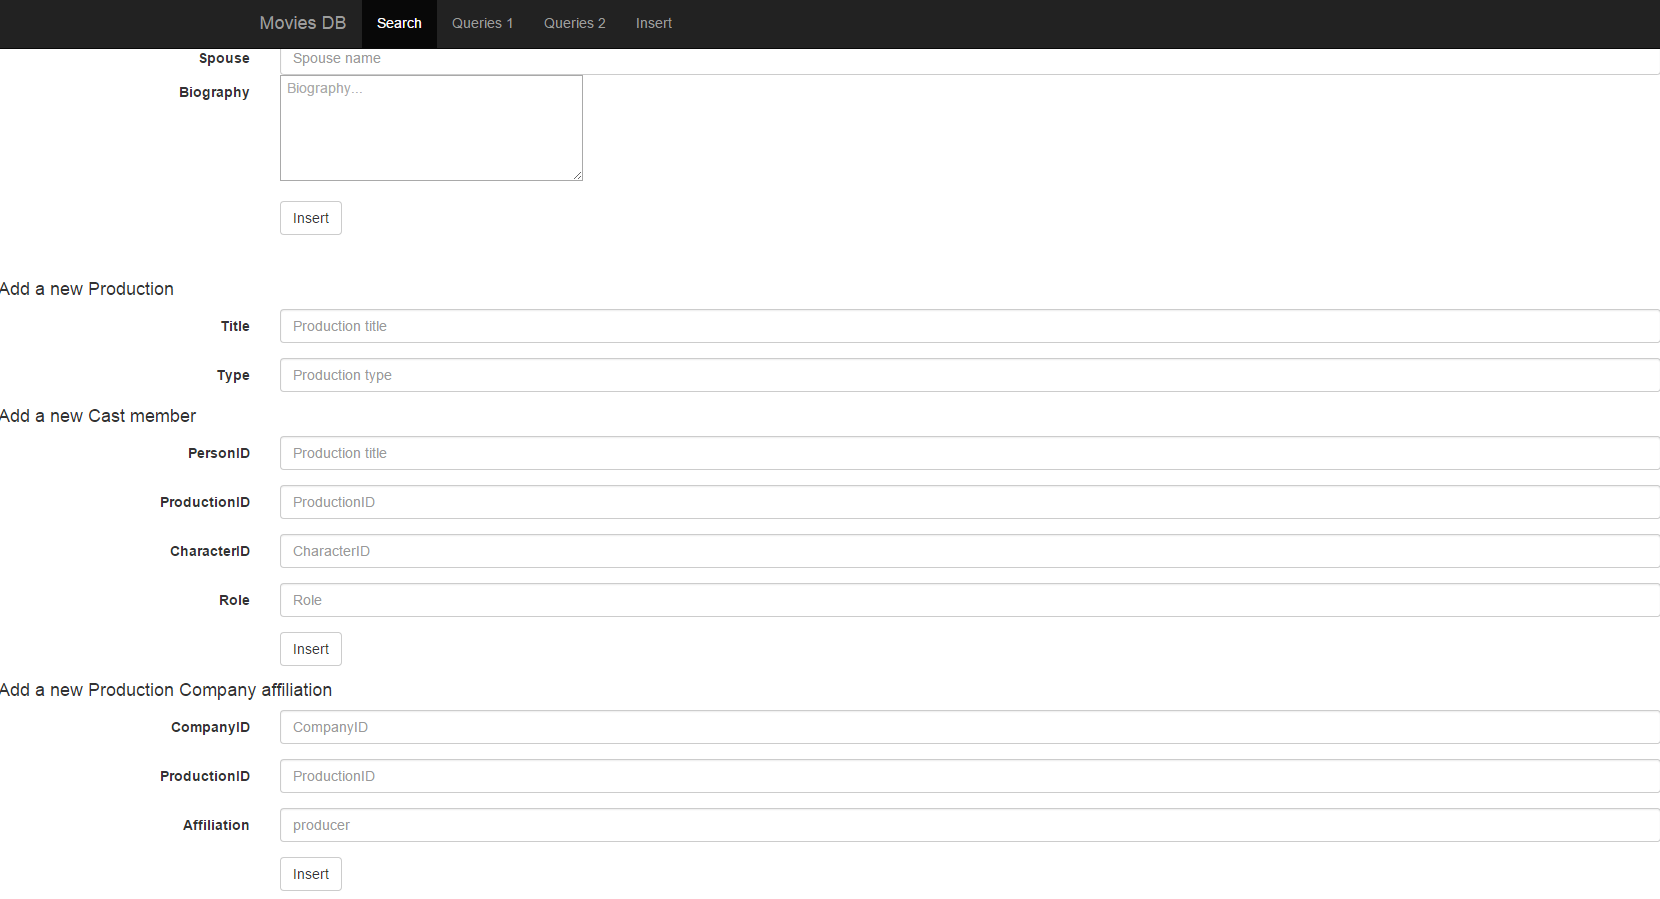 Movies DB Search Queries 1 Queries 2 Insert
Spouse Spouse name
Biography Biography...
Insert
Add a new Production
Title Production title
Type Production type
Add a new Cast member
PersonID Production title
ProductionID ProductionID
CharacterID CharacterID
Role Role
Insert
Add a new Production Company affiliation
CompanyID CompanyID
ProductionID ProductionID
Affiliation producer
Insert